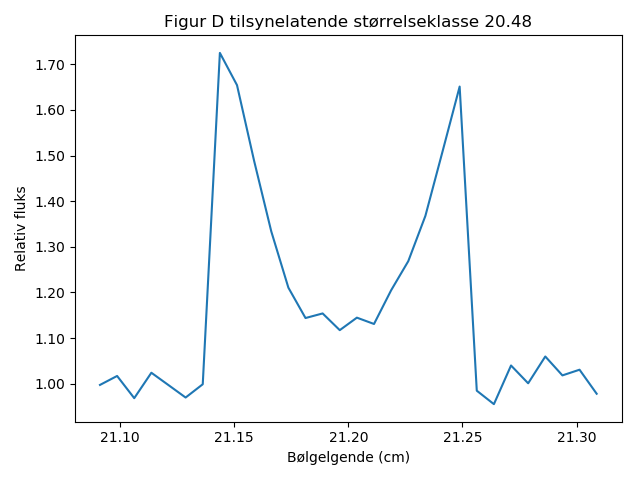 Figur D tilsynelatende størrelseklasse 20.48
1.70
1.60
1.50
1.40
1.30
1.20
1.10
1.00
Relativ fluks
21.10 21.15 21.20 21.25 21.30
Bølgelgende (cm)